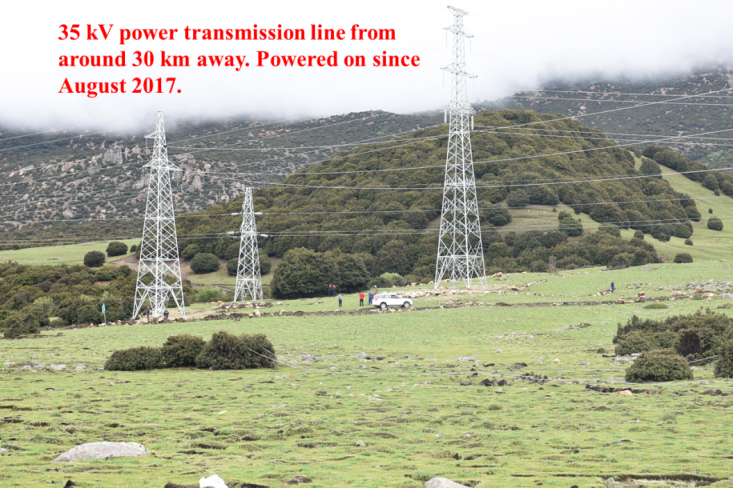 35 kV power transmission line from
around 30 km away. Powered on since
August 2017.